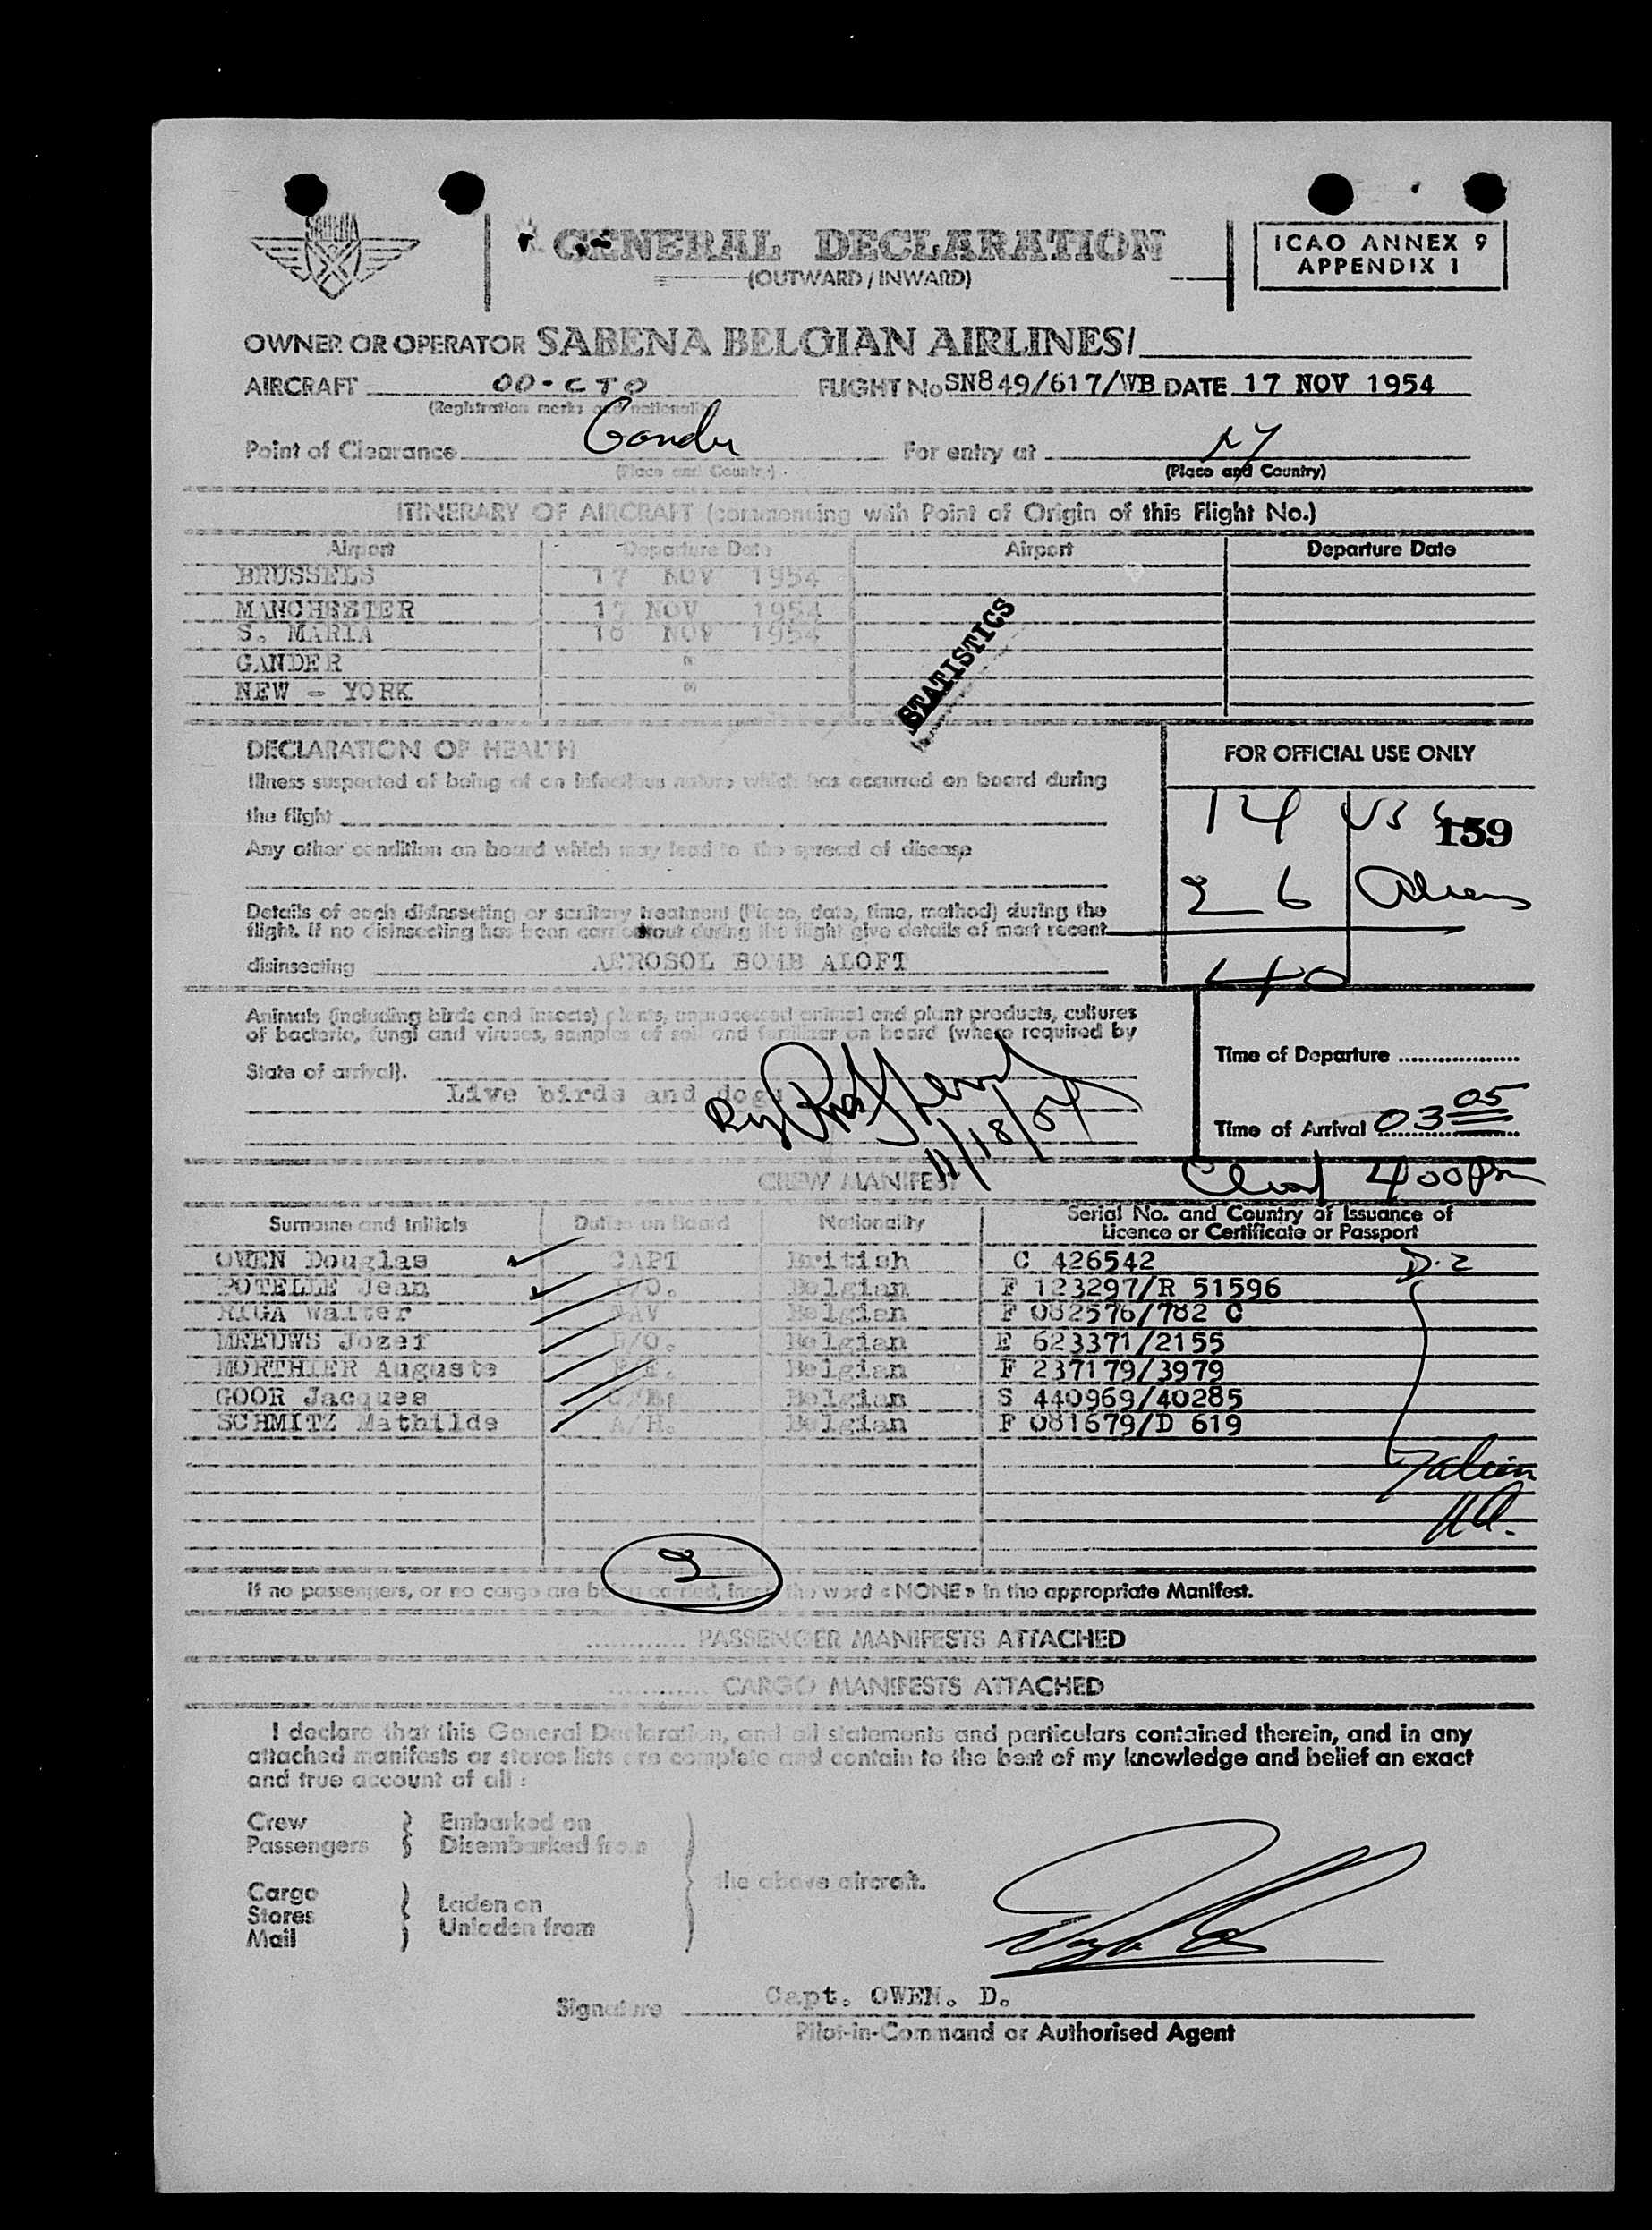 SABENA
GENERAL DECLARATION
(OUTWARD / INWARD)
ICAO ANNEX 9
APPENDIX 1
OWNER OR OPERATOR SABENA BELGIAN AIRLINES/
AIRCRAFT OO-CTO FLIGHT No SN849/617/WB DATE 17 NOV 1954
(Registration marks and nationality)
Point of Clearance Gander For entry at NY
(Place and Country) (Place and Country)
ITINERARY OF AIRCRAFT (commencing with Point of Origin of this Flight No.)
Airport Departure Date Airport Departure Date
BRUSSELS 17 NOV 1954
MANCHESTER 17 NOV 1954
S. MARIA 18 NOV 1954
GANDER "
NEW - YORK "
STATISTICS
DECLARATION OF HEALTH
Illness suspected of being of an infectious nature which has occurred on board during
the flight
Any other condition on board which may lead to the spread of disease
Details of each disinsecting or sanitary treatment (Place, date, time, method) during the
flight. If no disinsecting has been carried out during the flight give details of most recent
disinsecting AEROSOL BOMB ALOFT
FOR OFFICIAL USE ONLY
14 USC
159
26 Aliens
40
Animals (including birds and insects) plants, unprocessed animal and plant products, cultures
of bacteria, fungi and viruses, samples of soil and fertilizer on board (where required by
State of arrival).
Live birds and dogs
11/18/54
Time of Departure
Time of Arrival 03 05
400 Pm
CREW MANIFEST
Surname and Initials Duties on Board Nationality Serial No. and Country of Issuance of
Licence or Certificate or Passport
OWEN Douglas CAPT British C 426542 D.2
POTELLE Jean F/O. Belgian F 123297/R 51596
RIGA Walter NAV Belgian F 082576/782 C
MEEUWS Jozef R/O. Belgian E 623371/2155
MORTHIER Auguste F.E. Belgian F 237179/3979
GOOR Jacques Belgian S 440969/40285
SCHMITZ Mathilde A/H. Belgian F 081679/D 619
2
If no passengers, or no cargo are being carried, insert the word « NONE » in the appropriate Manifest.
PASSENGER MANIFESTS ATTACHED
CARGO MANIFESTS ATTACHED
I declare that this General Declaration, and all statements and particulars contained therein, and in any
attached manifests or stores lists are complete and contain to the best of my knowledge and belief an exact
and true account of all :
Crew Embarked on
Passengers Disembarked from
the above aircraft.
Cargo
Stores Laden on
Mail Unladen from
Signature Capt. OWEN. D.
Pilot-in-Command or Authorised Agent